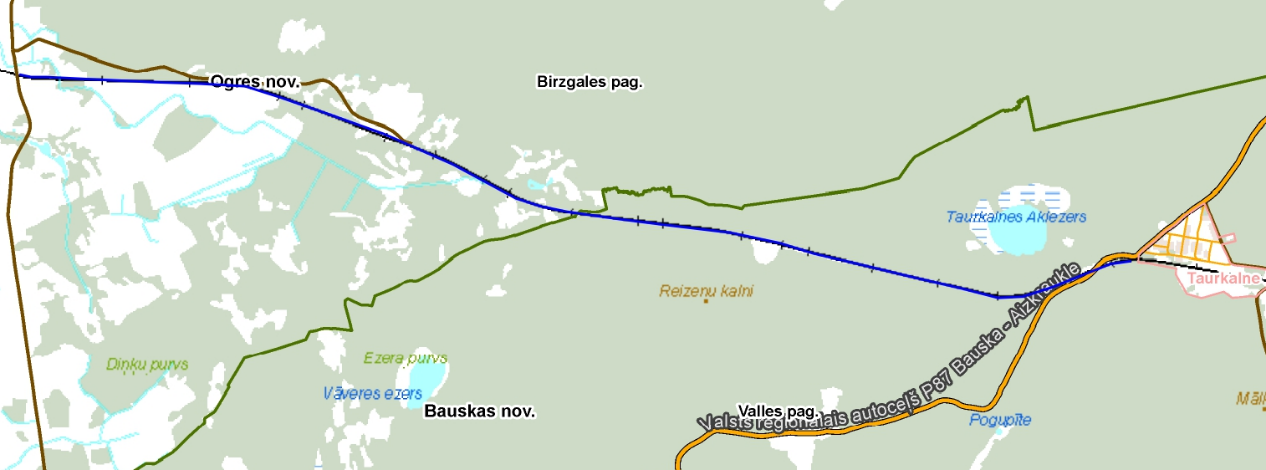 Ogres nov.
Birzgales pag.
Taurkalnes Aklezers
Taurkalne
Reizeņu kalni
Diņķu purvs
Ezera purvs
Vāveres ezers
Bauskas nov.
Valles pag.
Valsts reģionālais autoceļš P87 Bauska - Aizkraukle
Pogupīte